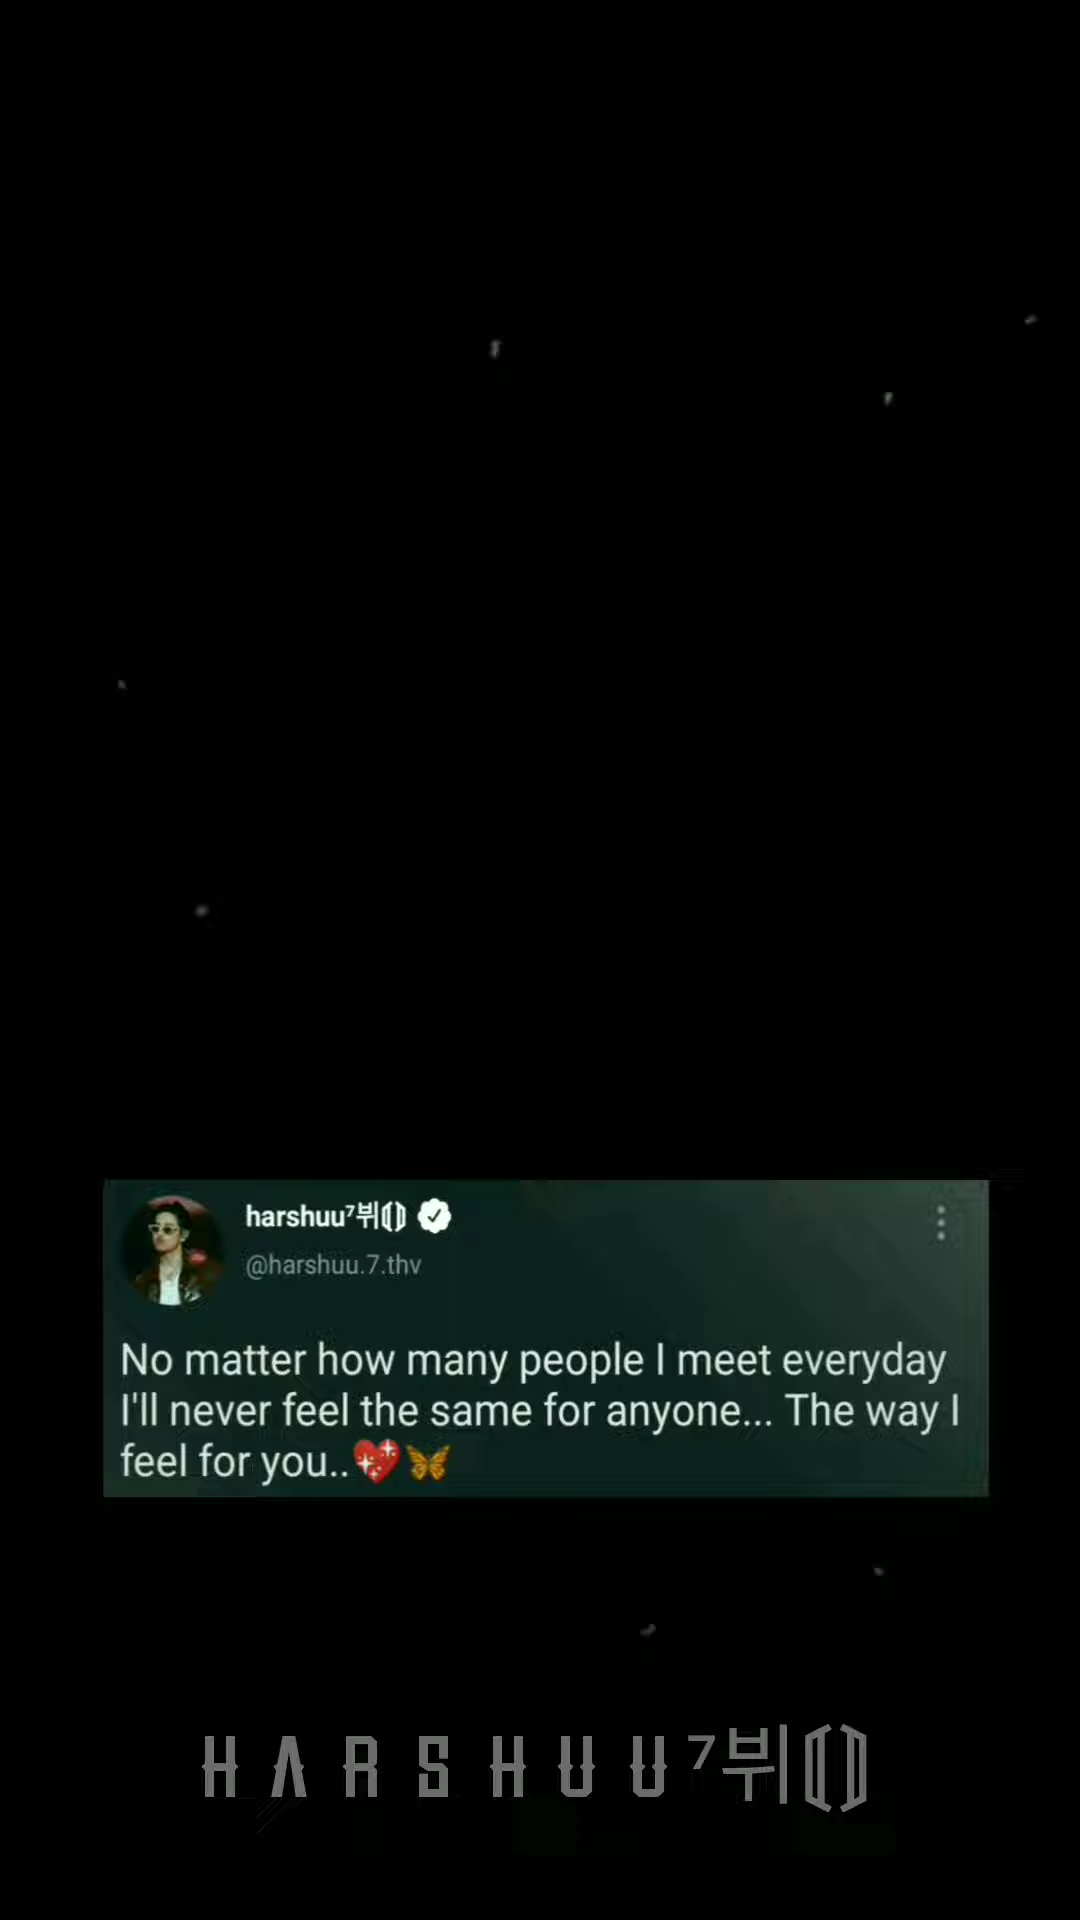 harshuu⁷뷔⟬⟭
@harshuu.7.thv
No matter how many people I meet everyday
I'll never feel the same for anyone... The way I
feel for you..💖🦋
HARSHUU⁷뷔⟬⟭